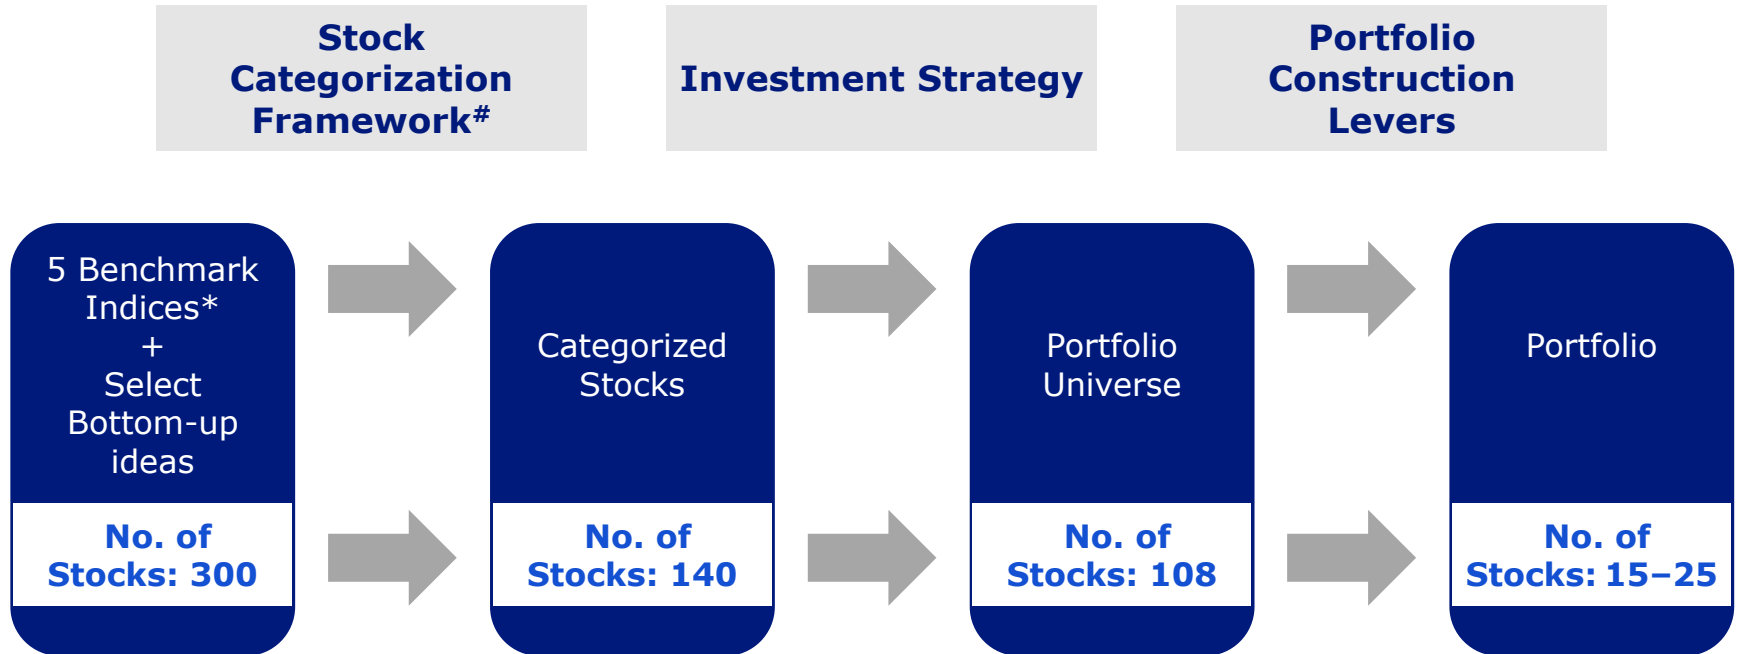 Stock
Categorization
Framework#
Investment Strategy
Portfolio
Construction
Levers
5 Benchmark
Indices*
+
Select
Bottom-up
ideas
No. of
Stocks: 300
Categorized
Stocks
No. of
Stocks: 140
Portfolio
Universe
No. of
Stocks: 108
Portfolio
No. of
Stocks: 15–25